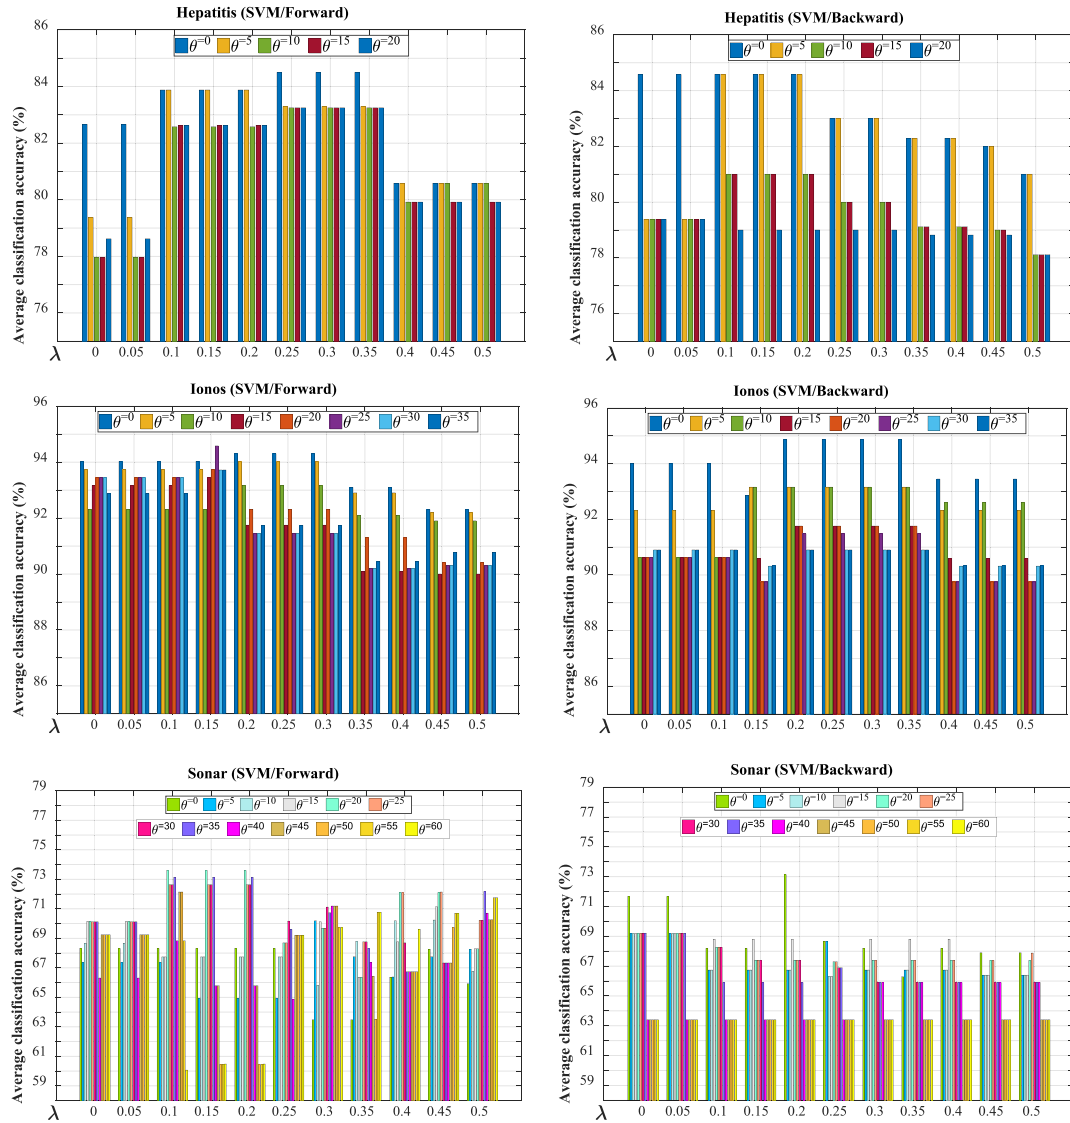 Hepatitis (SVM/Forward)
Average classification accuracy (%)
86
84
82
80
78
76
θ=0 θ=5 θ=10 θ=15 θ=20
λ 0 0.05 0.1 0.15 0.2 0.25 0.3 0.35 0.4 0.45 0.5
Hepatitis (SVM/Backward)
Average classification accuracy (%)
86
84
82
80
78
76
θ=0 θ=5 θ=10 θ=15 θ=20
λ 0 0.05 0.1 0.15 0.2 0.25 0.3 0.35 0.4 0.45 0.5
Ionos (SVM/Forward)
Average classification accuracy (%)
96
94
92
90
88
86
θ=0 θ=5 θ=10 θ=15 θ=20 θ=25 θ=30 θ=35
λ 0 0.05 0.1 0.15 0.2 0.25 0.3 0.35 0.4 0.45 0.5
Ionos (SVM/Backward)
Average classification accuracy (%)
96
94
92
90
88
86
θ=0 θ=5 θ=10 θ=15 θ=20 θ=25 θ=30 θ=35
λ 0 0.05 0.1 0.15 0.2 0.25 0.3 0.35 0.4 0.45 0.5
Sonar (SVM/Forward)
Average classification accuracy (%)
79
77
75
73
71
69
67
65
63
61
59
θ=0 θ=5 θ=10 θ=15 θ=20 θ=25
θ=30 θ=35 θ=40 θ=45 θ=50 θ=55 θ=60
λ 0 0.05 0.1 0.15 0.2 0.25 0.3 0.35 0.4 0.45 0.5
Sonar (SVM/Backward)
Average classification accuracy (%)
79
77
75
73
71
69
67
65
63
61
59
θ=0 θ=5 θ=10 θ=15 θ=20 θ=25
θ=30 θ=35 θ=40 θ=45 θ=50 θ=55 θ=60
λ 0 0.05 0.1 0.15 0.2 0.25 0.3 0.35 0.4 0.45 0.5